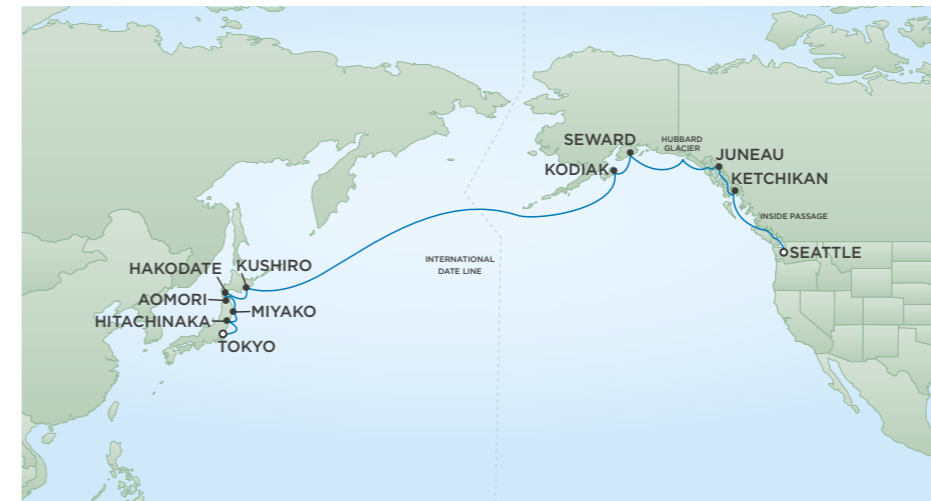 SEWARD
HUBBARD
GLACIER
JUNEAU
KODIAK
KETCHIKAN
INSIDE PASSAGE
SEATTLE
INTERNATIONAL
DATE LINE
HAKODATE
KUSHIRO
AOMORI
MIYAKO
HITACHINAKA
TOKYO